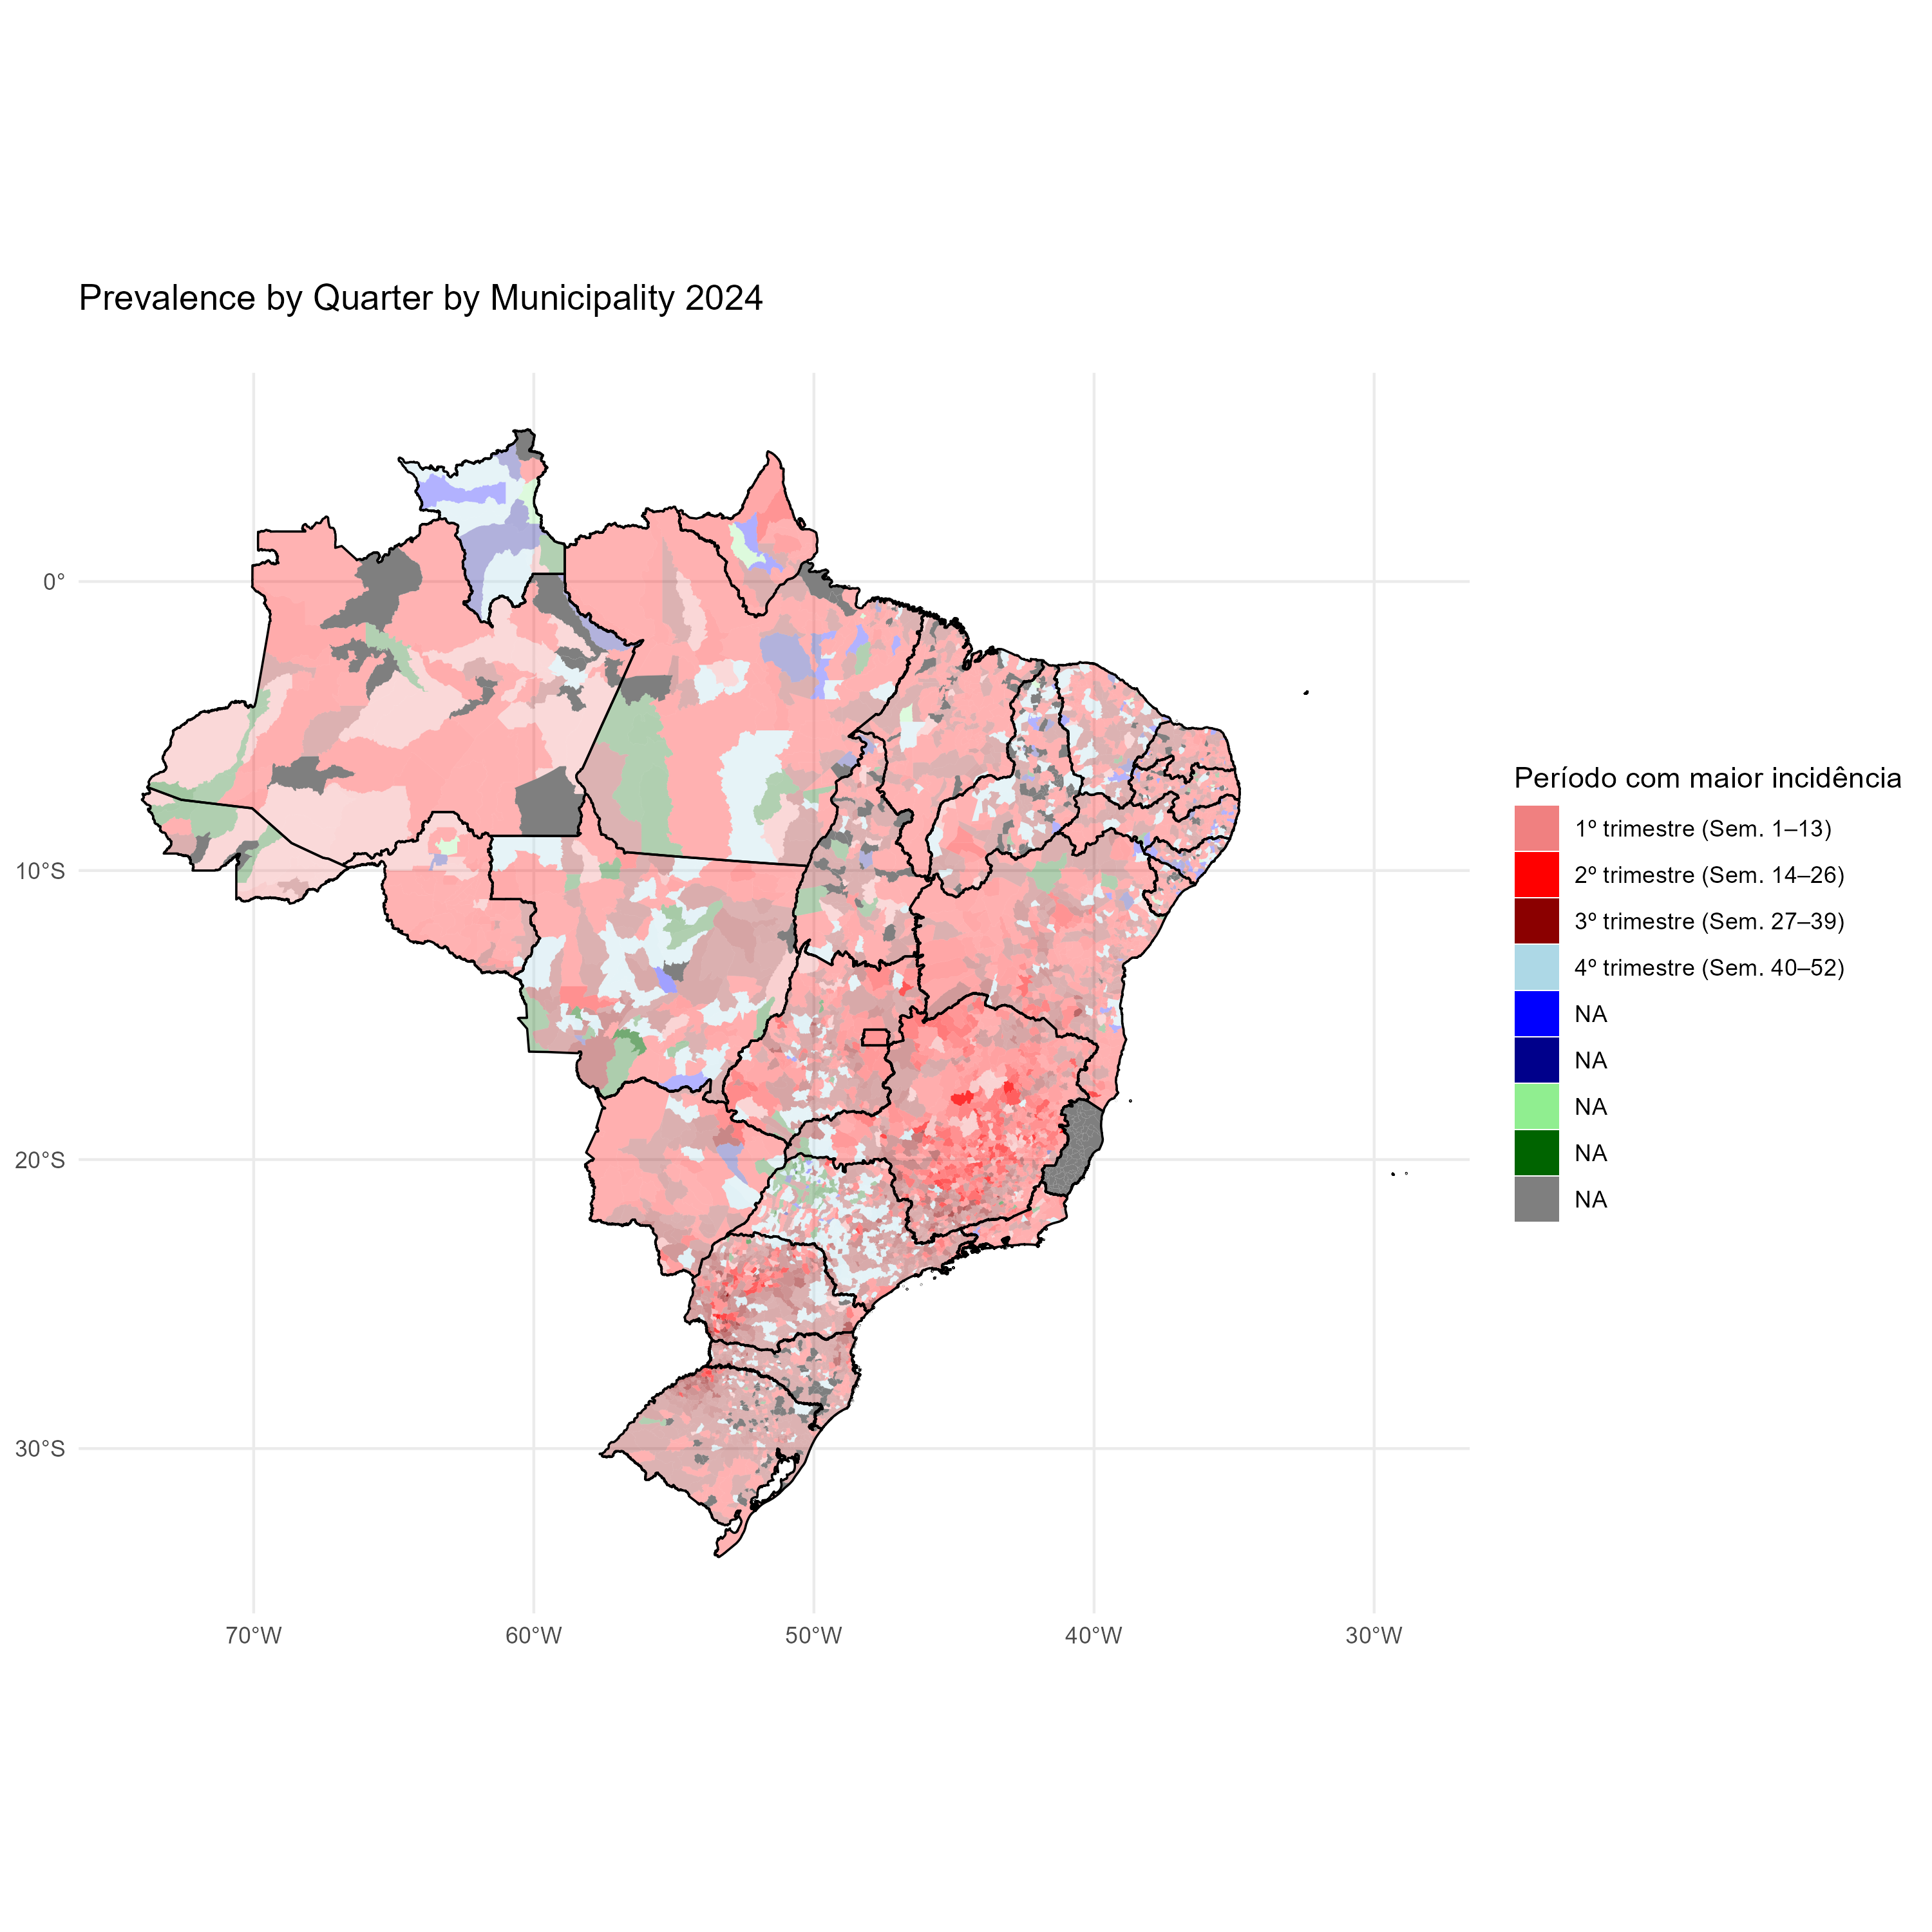 Prevalence by Quarter by Municipality 2024
0°
10°S
20°S
30°S
70°W
60°W
50°W
40°W
30°W
Período com maior incidência
1º trimestre (Sem. 1–13)
2º trimestre (Sem. 14–26)
3º trimestre (Sem. 27–39)
4º trimestre (Sem. 40–52)
NA
NA
NA
NA
NA